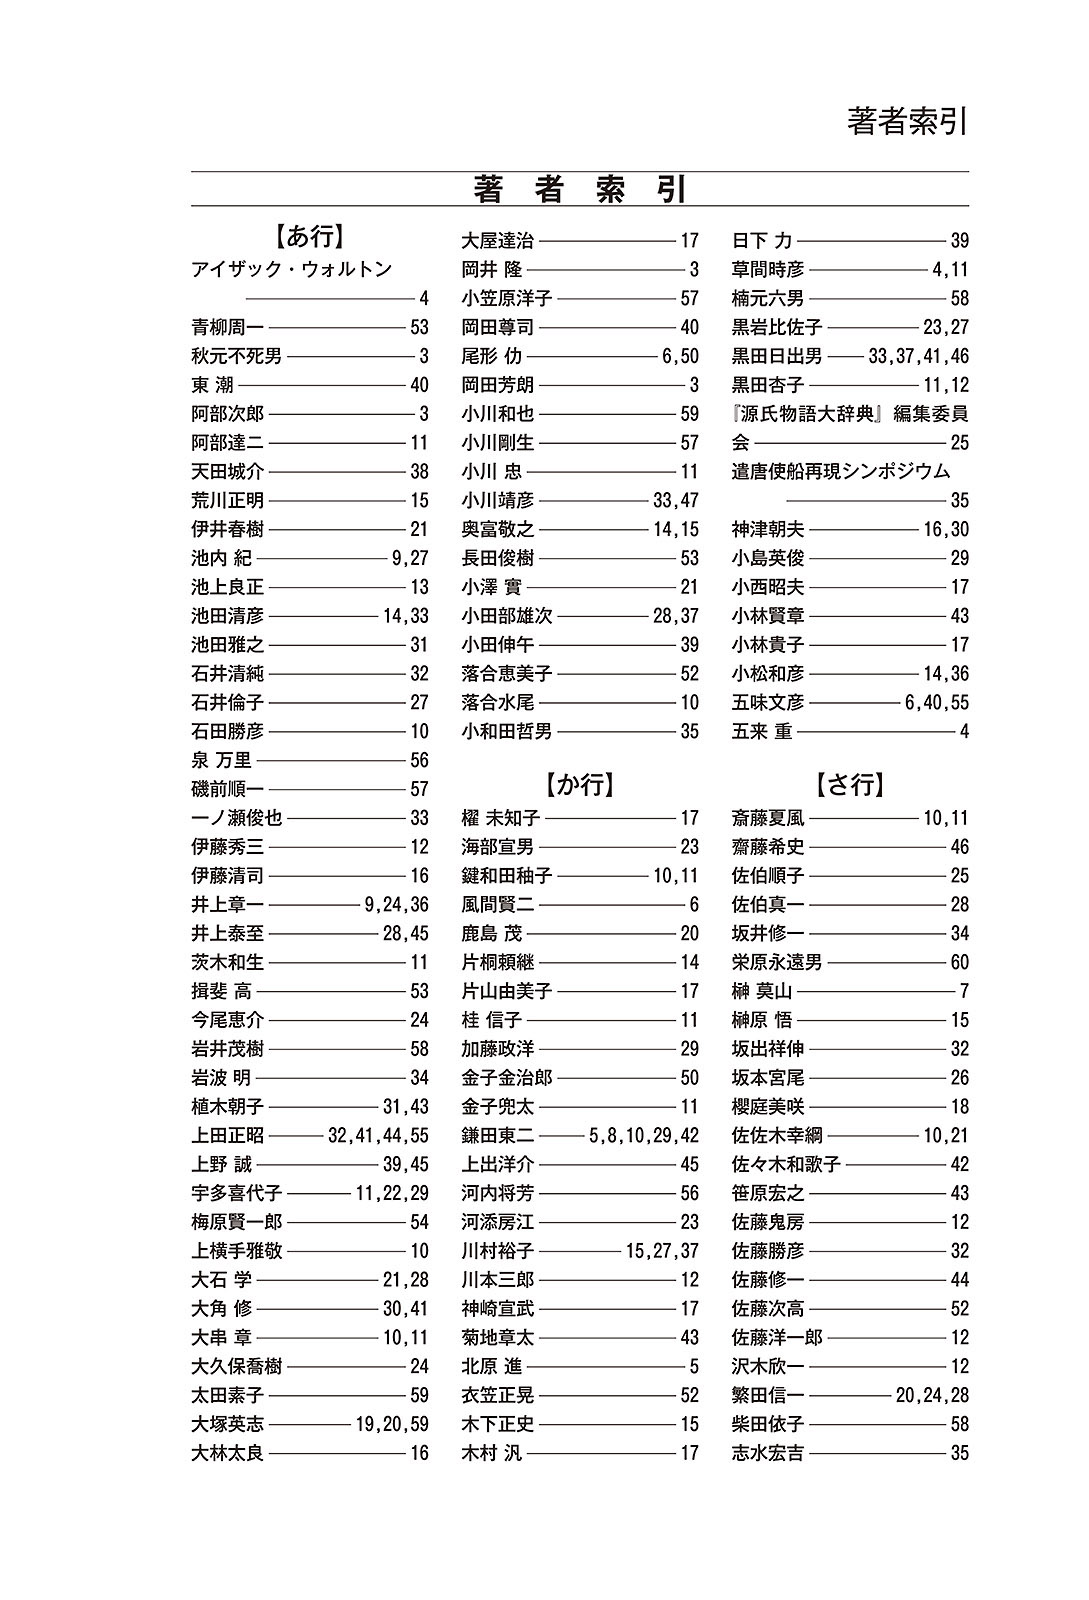 著者索引
著者索引
【あ行】
アイザック・ウォルトン
4
青柳周一 53
秋元不死男 3
東 潮 40
阿部次郎 3
阿部達二 11
天田城介 38
荒川正明 15
伊井春樹 21
池内 紀 9,27
池上良正 13
池田清彦 14,33
池田雅之 31
石井清純 32
石井倫子 27
石田勝彦 10
泉 万里 56
磯前順一 57
一ノ瀬俊也 33
伊藤秀三 12
伊藤清司 16
井上章一 9,24,36
井上泰至 28,45
茨木和生 11
揖斐 高 53
今尾恵介 24
岩井茂樹 58
岩波 明 34
植木朝子 31,43
上田正昭 32,41,44,55
上野 誠 39,45
宇多喜代子 11,22,29
梅原賢一郎 54
上横手雅敬 10
大石 学 21,28
大角 修 30,41
大串 章 10,11
大久保喬樹 24
太田素子 59
大塚英志 19,20,59
大林太良 16
大屋達治 17
岡井 隆 3
小笠原洋子 57
岡田尊司 40
尾形 仂 6,50
岡田芳朗 3
小川和也 59
小川剛生 57
小川 忠 11
小川靖彦 33,47
奥富敬之 14,15
長田俊樹 53
小澤 實 21
小田部雄次 28,37
小田伸午 39
落合恵美子 52
落合水尾 10
小和田哲男 35
【か行】
櫂 未知子 17
海部宣男 23
鍵和田秞子 10,11
風間賢二 6
鹿島 茂 20
片桐頼継 14
片山由美子 17
桂 信子 11
加藤政洋 29
金子金治郎 50
金子兜太 11
鎌田東二 5,8,10,29,42
上出洋介 45
河内将芳 56
河添房江 23
川村裕子 15,27,37
川本三郎 12
神崎宣武 17
菊地章太 43
北原 進 5
衣笠正晃 52
木下正史 15
木村 汎 17
日下 力 39
草間時彦 4,11
楠元六男 58
黒岩比佐子 23,27
黒田日出男 33,37,41,46
黒田杏子 11,12
『源氏物語大辞典』編集委員
会 25
遣唐使船再現シンポジウム
35
神津朝夫 16,30
小島英俊 29
小西昭夫 17
小林賢章 43
小林貴子 17
小松和彦 14,36
五味文彦 6,40,55
五来 重 4
【さ行】
斎藤夏風 10,11
齋藤希史 46
佐伯順子 25
佐伯真一 28
坂井修一 34
栄原永遠男 60
榊 莫山 7
榊原 悟 15
坂出祥伸 32
坂本宮尾 26
櫻庭美咲 18
佐佐木幸綱 10,21
佐々木和歌子 42
笹原宏之 43
佐藤鬼房 12
佐藤勝彦 32
佐藤修一 44
佐藤次高 52
佐藤洋一郎 12
沢木欣一 12
繁田信一 20,24,28
柴田依子 58
志水宏吉 35